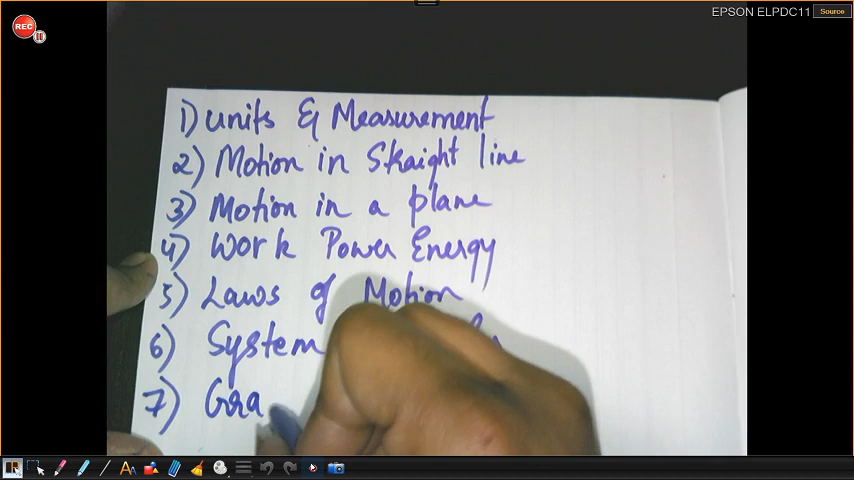 EPSON ELPDC11 Source
REC
1) units & Measurement
2) Motion in Straight line
3) Motion in a plane
4) Work Power Energy
5) Laws of Motion
6) System
7) Gra